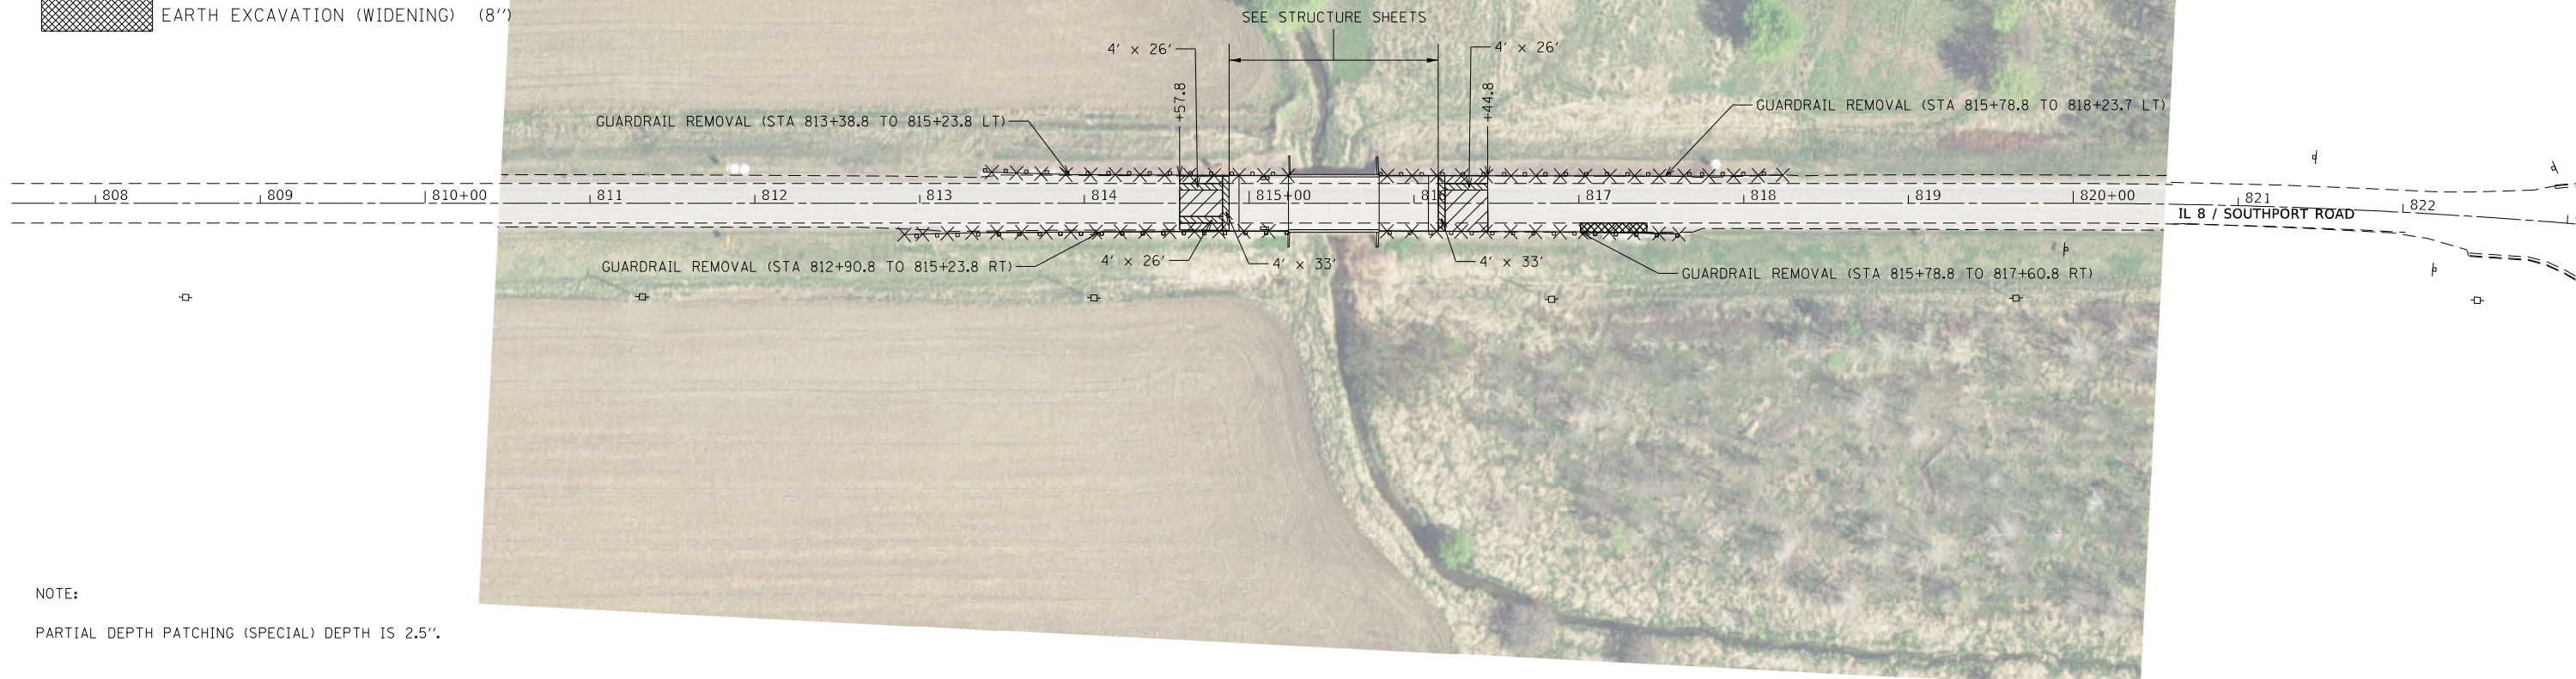 EARTH EXCAVATION (WIDENING) (8")
SEE STRUCTURE SHEETS
4' x 26'
4' x 26'
+57.8
+44.8
GUARDRAIL REMOVAL (STA 813+38.8 TO 815+23.8 LT)
GUARDRAIL REMOVAL (STA 815+78.8 TO 818+23.7 LT)
808
809
810+00
811
812
813
814
815+00
816
817
818
819
820+00
821
822
IL 8 / SOUTHPORT ROAD
GUARDRAIL REMOVAL (STA 812+90.8 TO 815+23.8 RT)
4' x 26'
4' x 33'
4' x 33'
GUARDRAIL REMOVAL (STA 815+78.8 TO 817+60.8 RT)
NOTE:
PARTIAL DEPTH PATCHING (SPECIAL) DEPTH IS 2.5".